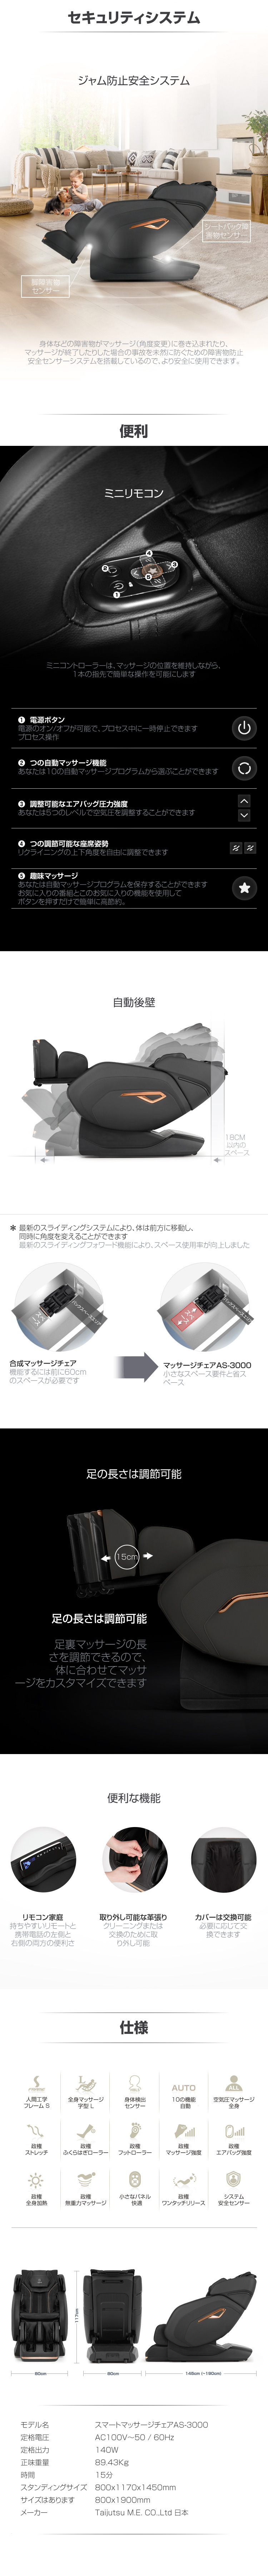 セキュリティシステム
ジャム防止安全システム
シートバック障
害物センサー
脚障害物
センサー
身体などの障害物がマッサージ(角度変更)に巻き込まれたり、
マッサージが終了したりした場合の事故を未然に防ぐための障害物防止
安全センサーシステムを搭載しているので、より安全に使用できます。
便利
ミニリモコン
4
2
3
5
1
ミニコントローラーは、マッサージの位置を維持しながら、
1本の指先で簡単な操作を可能にします
❶ 電源ボタン
電源のオン/オフが可能で、プロセス中に一時停止できます
プロセス操作
❷ つの自動マッサージ機能
あなたは10の自動マッサージプログラムから選ぶことができます
❸ 調整可能なエアバッグ圧力強度
あなたは5つのレベルで空気圧を調整することができます
❹ つの調節可能な座席姿勢
リクライニングの上下角度を自由に調整できます
❺ 趣味マッサージ
あなたは自動マッサージプログラムを保存することができます
お気に入りの番組とこのお気に入りの機能を使用して
ボタンを押すだけで簡単に高節約。
自動後壁
18CM
以内の
スペース
＊ 最新のスライディングシステムにより、体は前方に移動し、
同時に角度を変えることができます
最新のスライディングフォワード機能により、スペース使用率が向上しました
合成マッサージチェア
機能するには前に60cm
のスペースが必要です
マッサージチェアAS-3000
小さなスペース要件と省ス
ペース
足の長さは調節可能
15cm
足の長さは調節可能
足裏マッサージの長
さを調節できるので、
体に合わせてマッサ
ージをカスタマイズできます
便利な機能
リモコン家庭
持ちやすいリモートと
携帯電話の左側と
右側の両方の便利さ
取り外し可能な革張り
クリーニングまたは
交換のために取
り外し可能
カバーは交換可能
必要に応じて交
換できます
仕様
人間工学
フレーム S
全身マッサージ
字型 L
身体検出
センサー
AUTO
10の機能
自動
ALL
空気圧マッサージ
全身
政種
ストレッチ
政種
ふくらはぎローラー
政種
フットローラー
政種
マッサージ強度
政種
エアバッグ強度
政種
全身加熱
政種
無重力マッサージ
小さなパネル
快適
政種
ワンタッチリリース
システム
安全センサー
117cm
80cm
80cm
145cm (~190cm)
モデル名 スマートマッサージチェアAS-3000
定格電圧 AC100V~50 / 60Hz
定格出力 140W
正味重量 89.43Kg
時間 15分
スタンディングサイズ 800x1170x1450mm
サイズはあります 800x1900mm
メーカー Taijutsu M.E. CO.,Ltd 日本